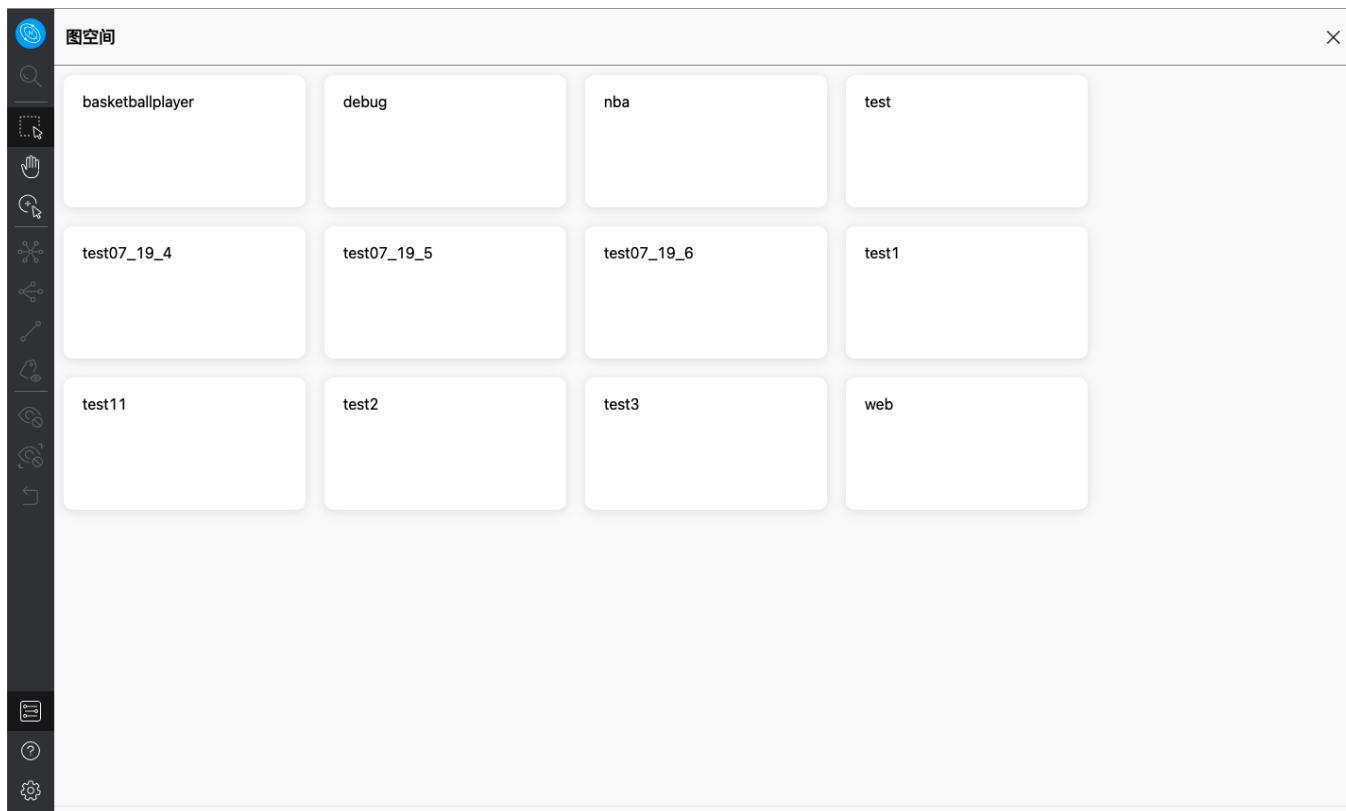 图空间
basketballplayer
debug
nba
test
test07_19_4
test07_19_5
test07_19_6
test1
test11
test2
test3
web